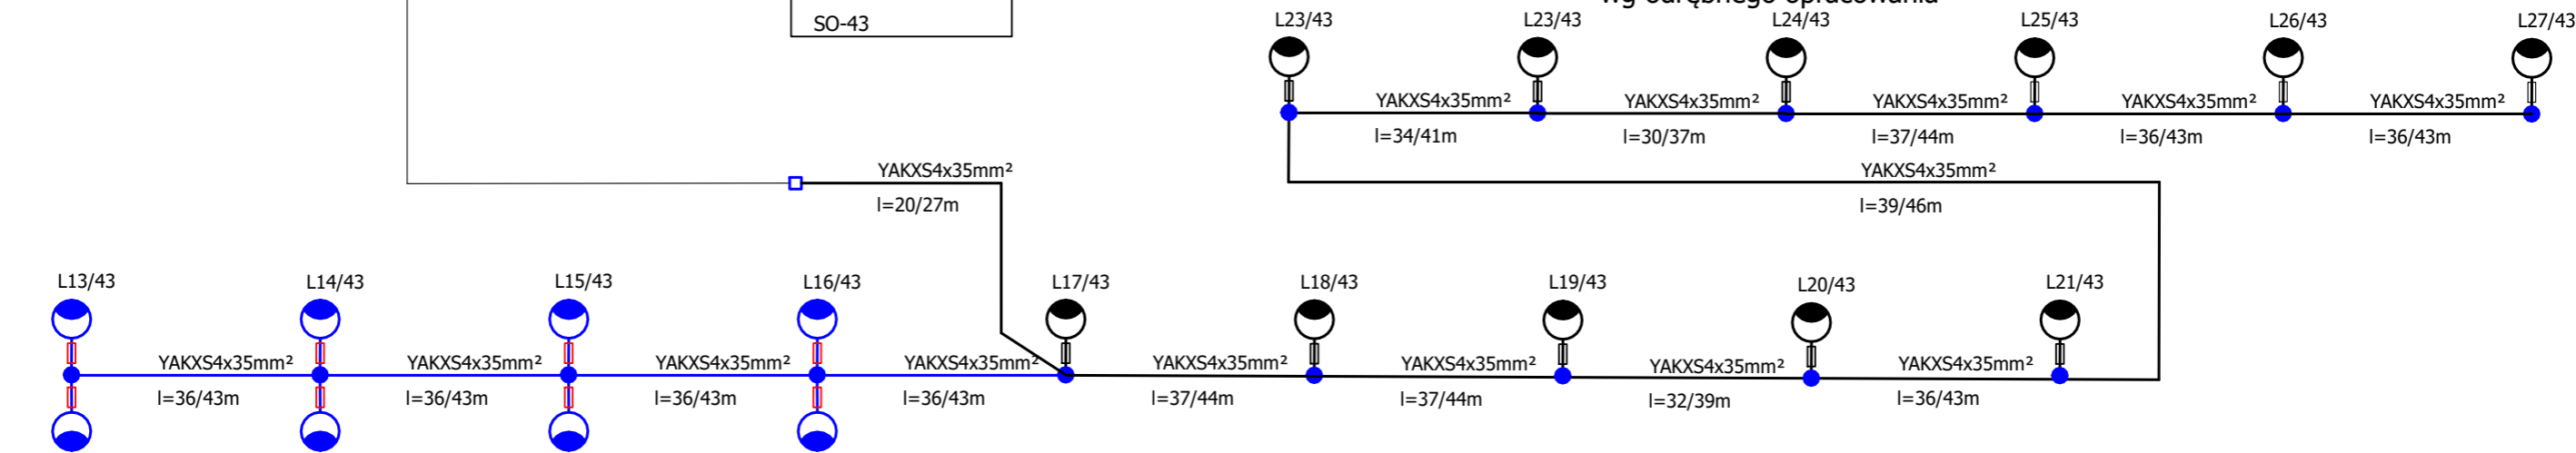 wg odrębnego opracowania
SO-43
L23/43 L23/43 L24/43 L25/43 L26/43 L27/43
YAKXS4x35mm² YAKXS4x35mm² YAKXS4x35mm² YAKXS4x35mm² YAKXS4x35mm²
l=34/41m l=30/37m l=37/44m l=36/43m l=36/43m
YAKXS4x35mm² YAKXS4x35mm²
l=20/27m l=39/46m
L13/43 L14/43 L15/43 L16/43 L17/43 L18/43 L19/43 L20/43 L21/43
YAKXS4x35mm² YAKXS4x35mm² YAKXS4x35mm² YAKXS4x35mm² YAKXS4x35mm² YAKXS4x35mm² YAKXS4x35mm² YAKXS4x35mm²
l=36/43m l=36/43m l=36/43m l=36/43m l=37/44m l=37/44m l=32/39m l=36/43m